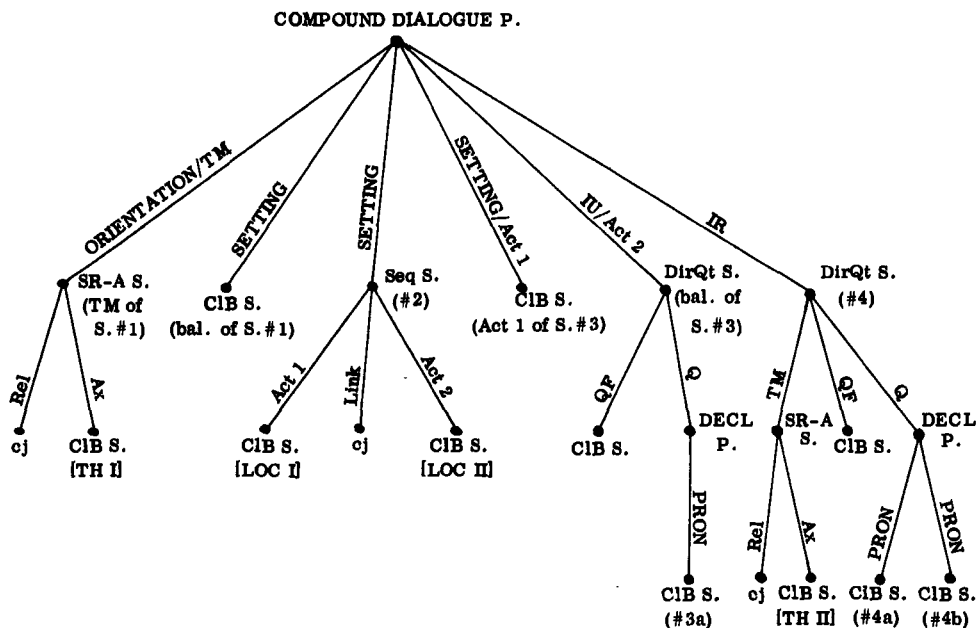 COMPOUND DIALOGUE P.
ORIENTATION/TM
SETTING
SETTING
SETTING/Act 1
IU/Act 2
IR
SR-A S.
(TM of
S.#1)
ClB S.
(bal. of S.#1)
Seq S.
(#2)
ClB S.
(Act 1 of S.#3)
DirQt S.
(bal. of
S.#3)
DirQt S.
(#4)
Rel
Ax
Act 1
Link
Act 2
QF
Q
TM
QF
Q
cj
ClB S.
[TH I]
ClB S.
[LOC I]
cj
ClB S.
[LOC II]
ClB S.
DECL
P.
SR-A
S.
ClB S.
DECL
P.
PRON
Rel
Ax
PRON
PRON
ClB S.
(#3a)
cj
ClB S.
[TH II]
ClB S.
(#4a)
ClB S.
(#4b)